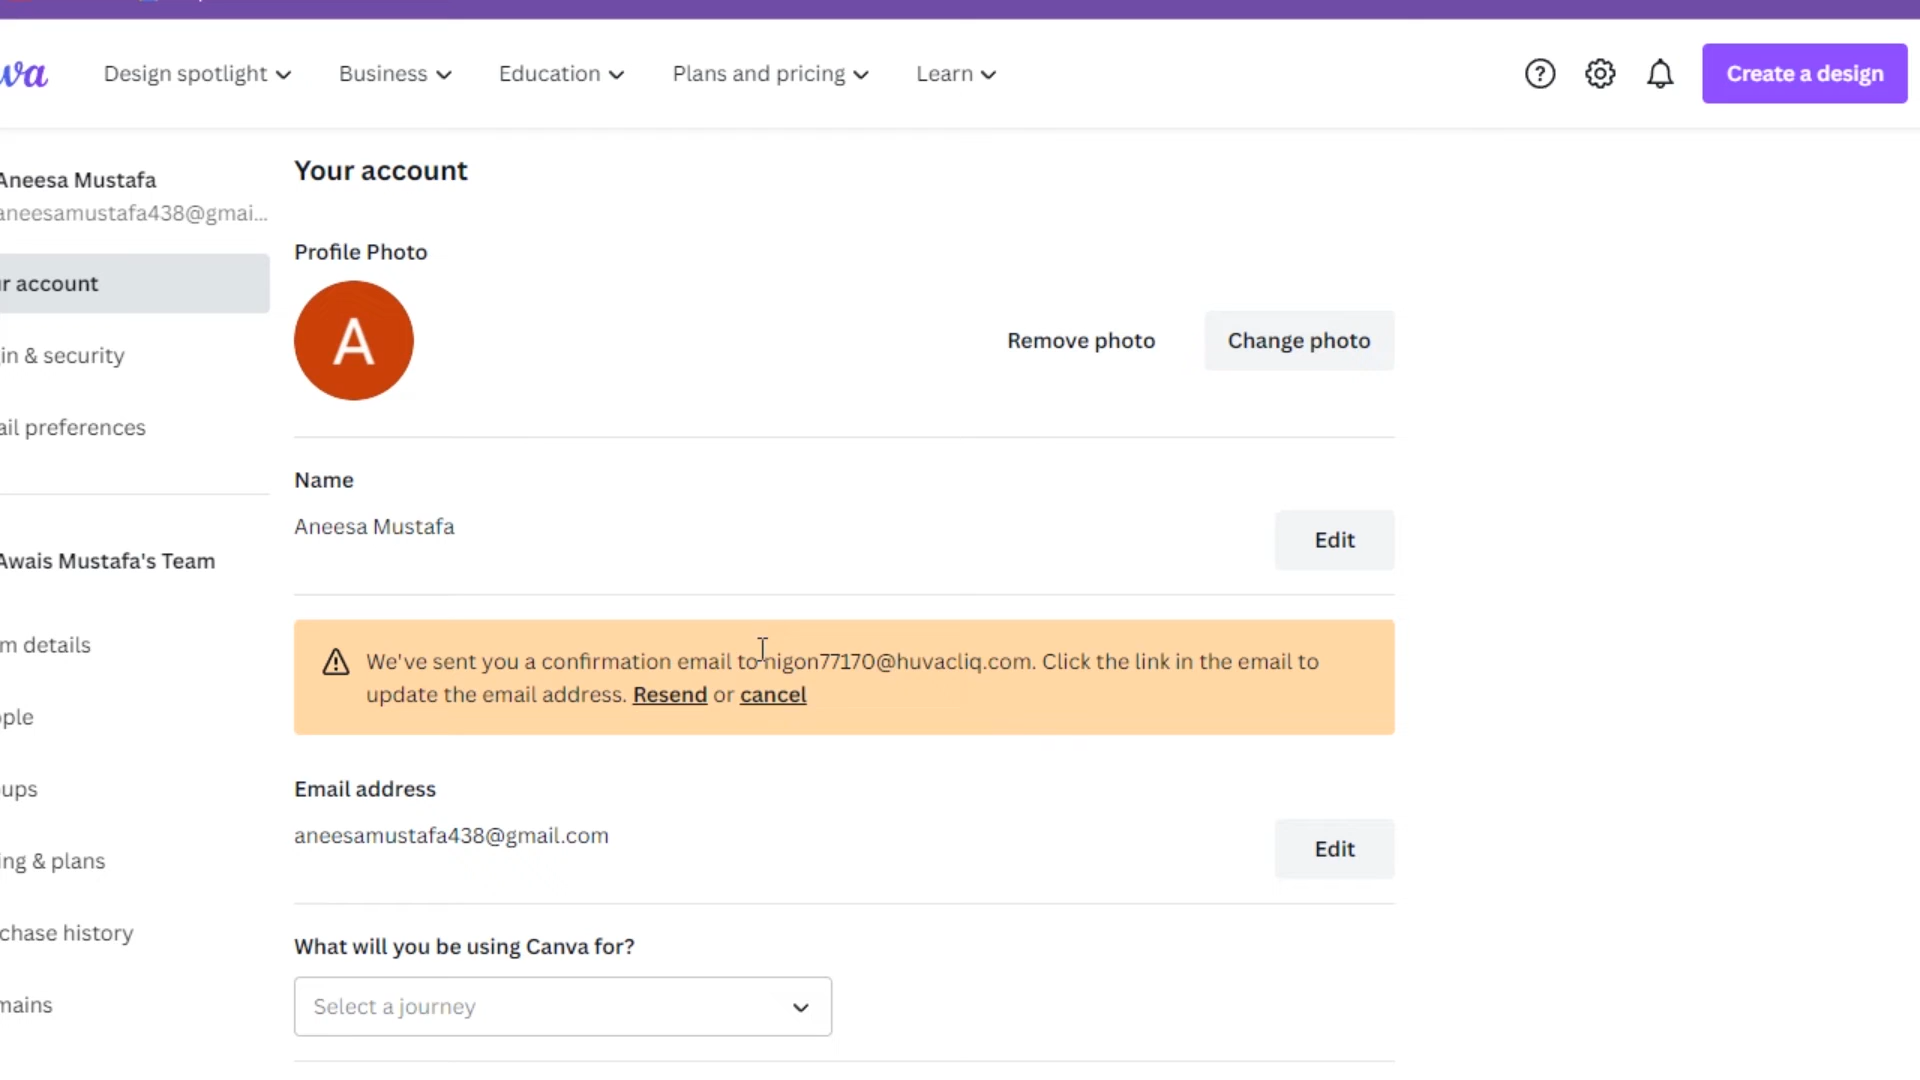 va
Design spotlight
Business
Education
Plans and pricing
Learn
Create a design
Aneesa Mustafa
aneesamustafa438@gmai...
r account
in & security
ail preferences
Awais Mustafa's Team
m details
ple
ups
ing & plans
chase history
mains
Your account
Profile Photo
A
Remove photo
Change photo
Name
Aneesa Mustafa
Edit
We've sent you a confirmation email to nigon77170@huvacliq.com. Click the link in the email to
update the email address. Resend or cancel
Email address
aneesamustafa438@gmail.com
Edit
What will you be using Canva for?
Select a journey